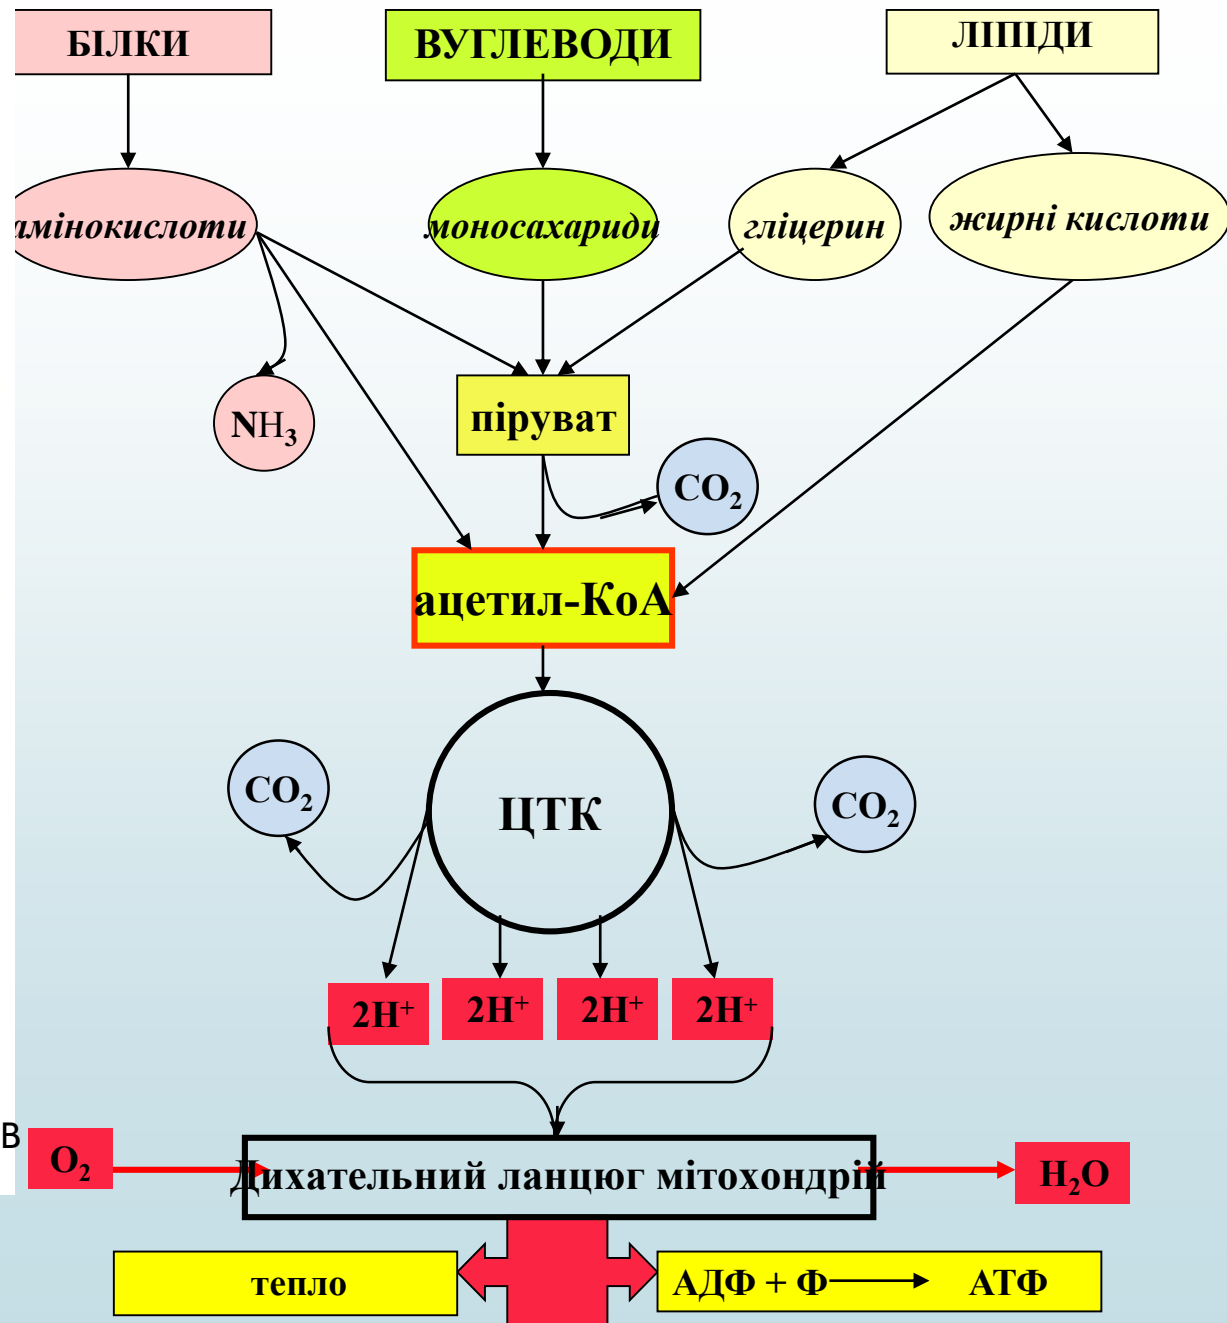 БІЛКИ
ВУГЛЕВОДИ
ЛІПІДИ
амінокислоти
моносахариди
гліцерин
жирні кислоти
NH₃
піруват
CO₂
ацетил-КоА
CO₂
ЦТК
CO₂
2H⁺
2H⁺
2H⁺
2H⁺
В
O₂
Дихательний ланцюг мітохондрій
H₂O
тепло
АДФ + Ф
АТФ